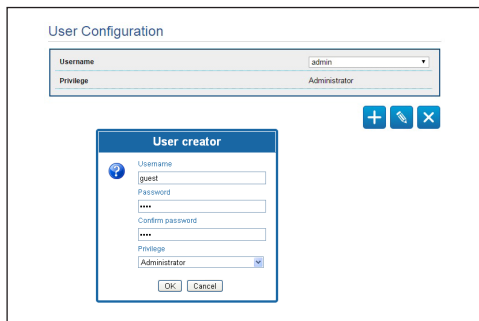 User Configuration
Username admin
Privilege Administrator
User creator
Username
guest
Password
••••
Confirm password
••••
Privilege
Administrator
OK Cancel